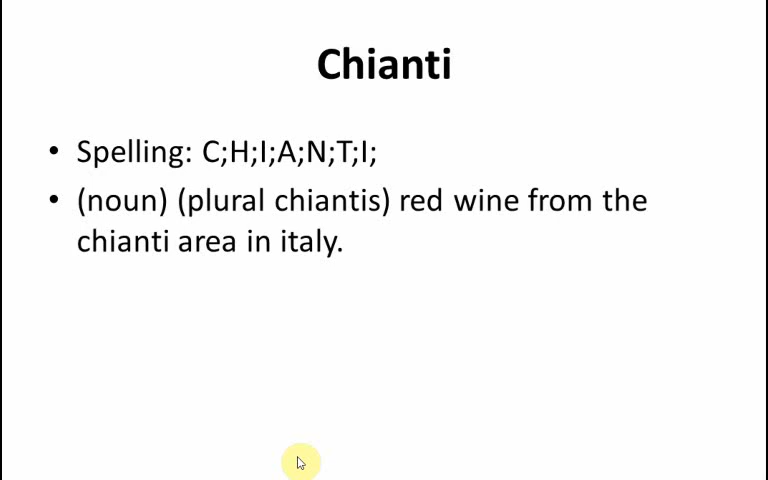 Chianti
• Spelling: C;H;I;A;N;T;I;
• (noun) (plural chiantis) red wine from the
chianti area in italy.